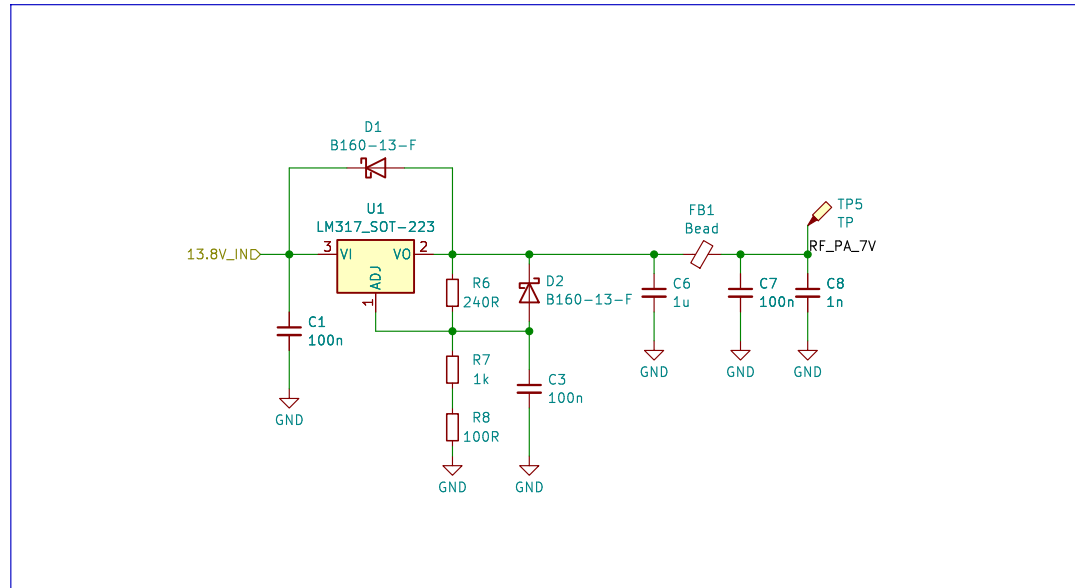 D1
B160-13-F
U1
LM317_SOT-223
13.8V_IN
3
VI
VO
2
ADJ
1
C1
100n
GND
R6
240R
D2
B160-13-F
R7
1k
R8
100R
GND
C3
100n
GND
C6
1u
GND
FB1
Bead
C7
100n
GND
TP5
TP
RF_PA_7V
C8
1n
GND